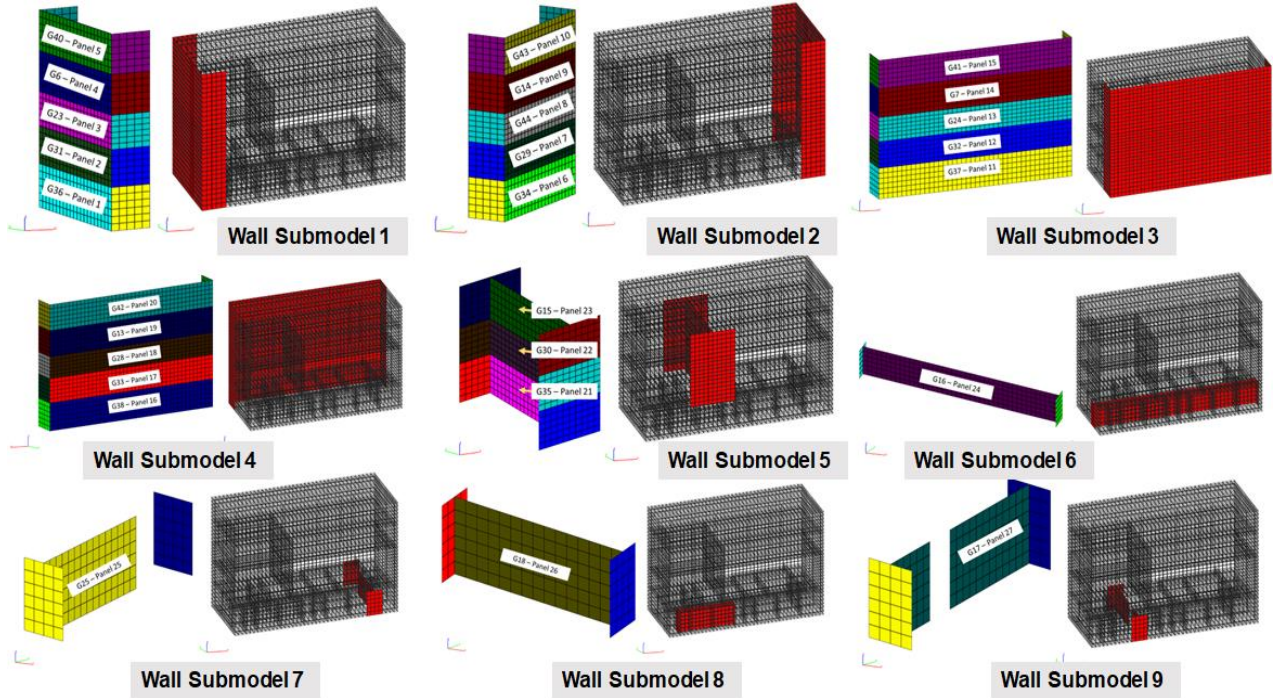 G40 – Panel 5
G6 – Panel 4
G23 – Panel 3
G31 – Panel 2
G36 – Panel 1
Wall Submodel 1
G43 – Panel 10
G14 – Panel 9
G44 – Panel 8
G29 – Panel 7
G34 – Panel 6
Wall Submodel 2
G41 – Panel 15
G7 – Panel 14
G24 – Panel 13
G32 – Panel 12
G37 – Panel 11
Wall Submodel 3
G42 – Panel 20
G13 – Panel 19
G28 – Panel 18
G33 – Panel 17
G38 – Panel 16
Wall Submodel 4
G15 – Panel 23
G30 – Panel 22
G35 – Panel 21
Wall Submodel 5
G16 – Panel 24
Wall Submodel 6
G25 – Panel 25
Wall Submodel 7
G18 – Panel 26
Wall Submodel 8
G17 – Panel 27
Wall Submodel 9